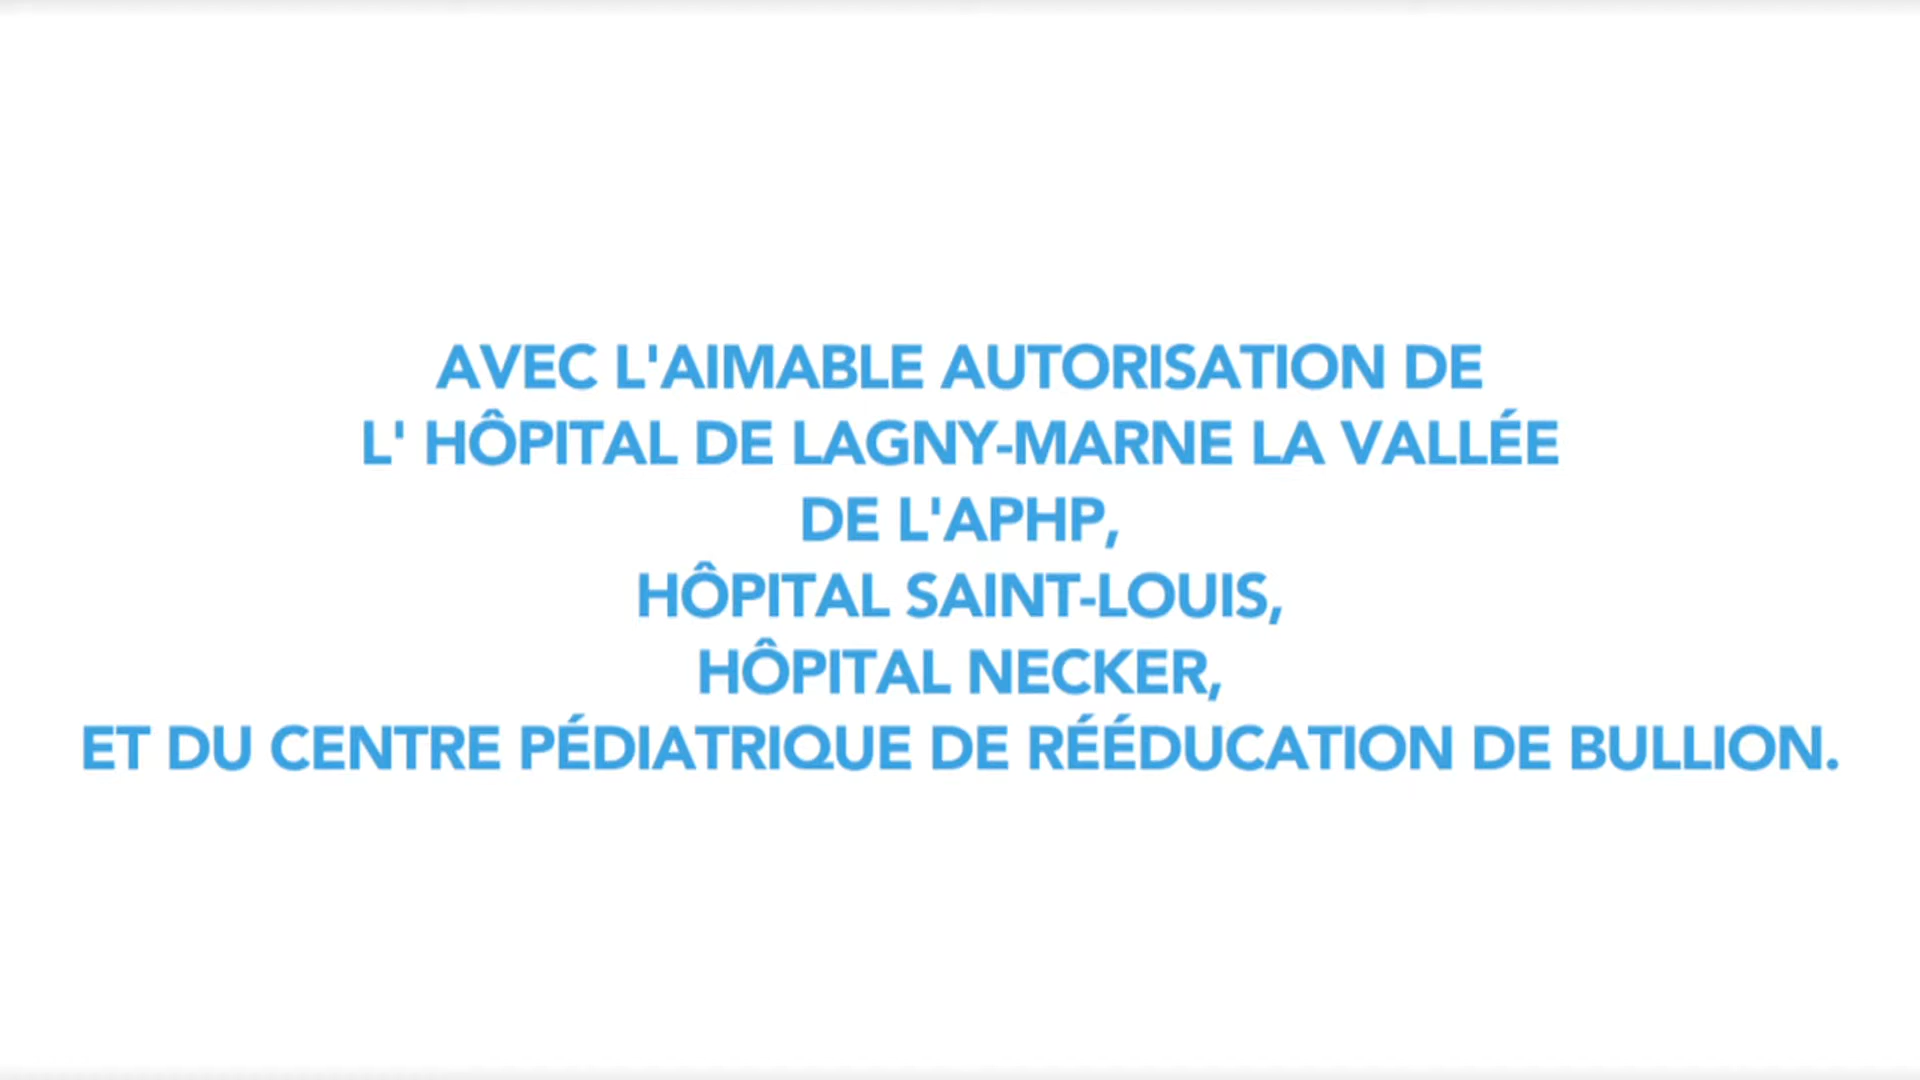 AVEC L'AIMABLE AUTORISATION DE
L' HÔPITAL DE LAGNY-MARNE LA VALLÉE
DE L'APHP,
HÔPITAL SAINT-LOUIS,
HÔPITAL NECKER,
ET DU CENTRE PÉDIATRIQUE DE RÉÉDUCATION DE BULLION.